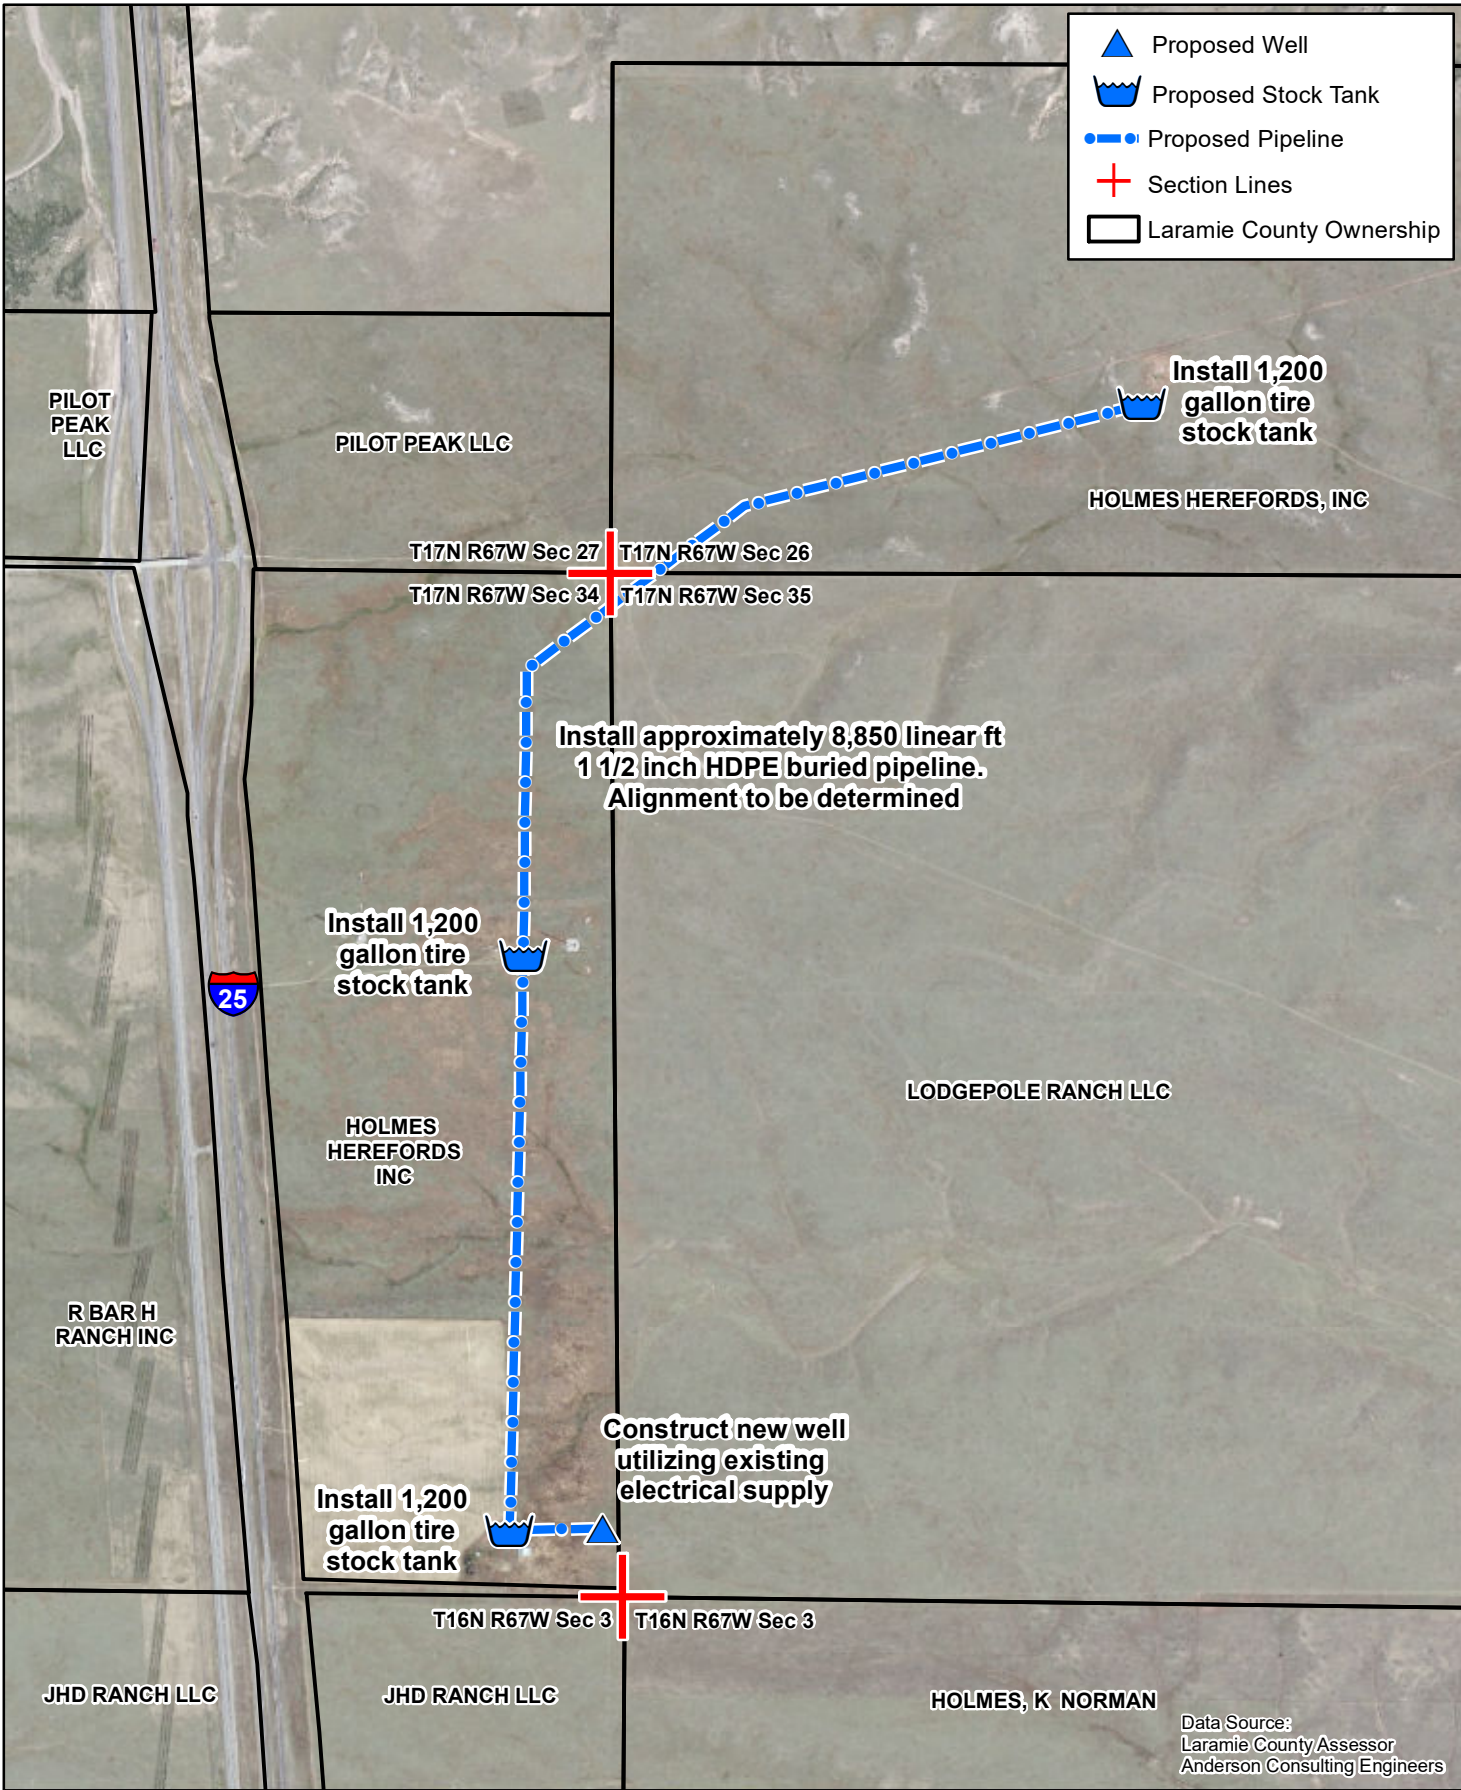 Proposed Well
Proposed Stock Tank
Proposed Pipeline
Section Lines
Laramie County Ownership
Install 1,200
gallon tire
stock tank
PILOT
PEAK
LLC
PILOT PEAK LLC
HOLMES HEREFORDS, INC
T17N R67W Sec 27
T17N R67W Sec 26
T17N R67W Sec 34
T17N R67W Sec 35
Install approximately 8,850 linear ft
1 1/2 inch HDPE buried pipeline.
Alignment to be determined
Install 1,200
gallon tire
stock tank
25
LODGEPOLE RANCH LLC
HOLMES
HEREFORDS
INC
R BAR H
RANCH INC
Construct new well
utilizing existing
electrical supply
Install 1,200
gallon tire
stock tank
T16N R67W Sec 3
T16N R67W Sec 3
JHD RANCH LLC
JHD RANCH LLC
HOLMES, K  NORMAN
Data Source:
Laramie County Assessor
Anderson Consulting Engineers